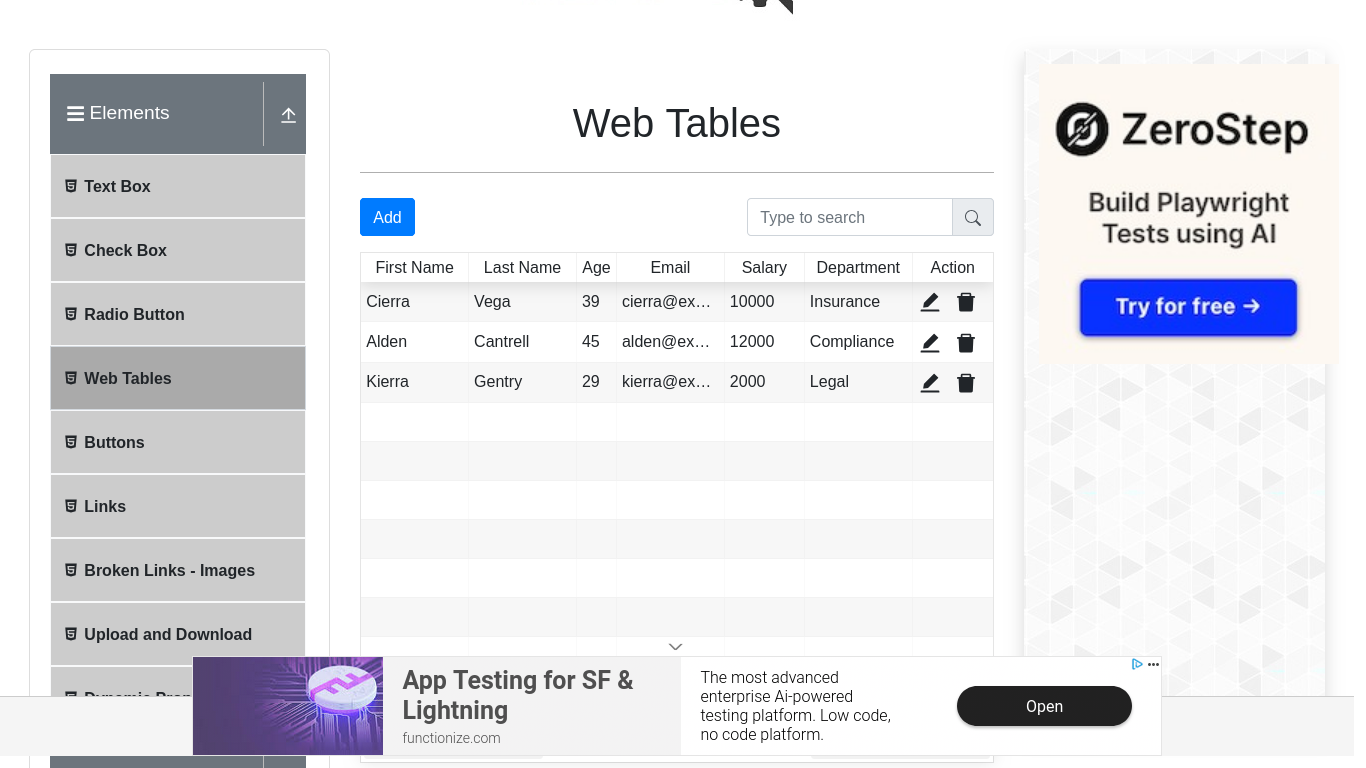 Elements
Text Box
Check Box
Radio Button
Web Tables
Buttons
Links
Broken Links - Images
Upload and Download
Web Tables
Add
Type to search
First Name Last Name Age Email Salary Department Action
Cierra Vega 39 cierra@ex... 10000 Insurance
Alden Cantrell 45 alden@ex... 12000 Compliance
Kierra Gentry 29 kierra@ex... 2000 Legal
ZeroStep
Build Playwright
Tests using AI
Try for free →
App Testing for SF &
Lightning
functionize.com
The most advanced
enterprise Ai-powered
testing platform. Low code,
no code platform.
Open